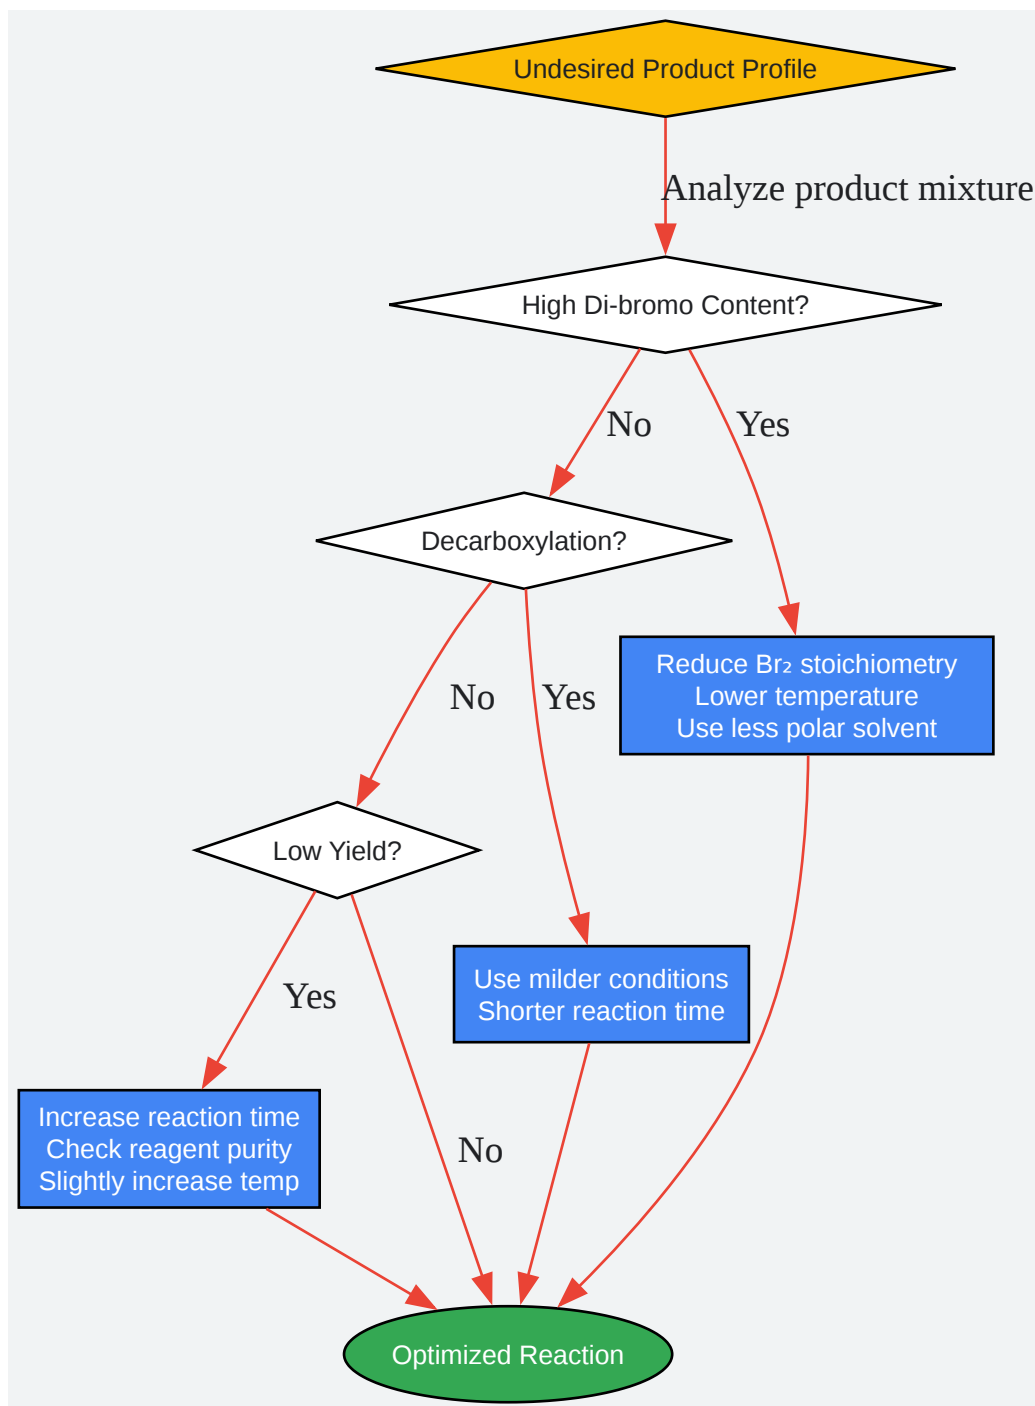 Undesired Product Profile
Analyze product mixture
High Di-bromo Content?
No
Yes
Decarboxylation?
No
Yes
Reduce Br₂ stoichiometry
Lower temperature
Use less polar solvent
Low Yield?
Yes
Use milder conditions
Shorter reaction time
Increase reaction time
Check reagent purity
Slightly increase temp
No
Optimized Reaction